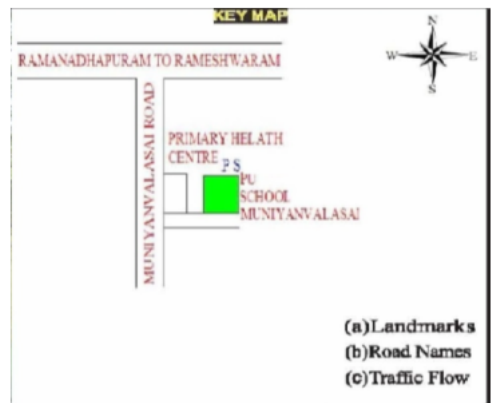 KEY MAP
N
W E
S
RAMANADHAPURAM TO RAMESHWARAM
MUNIYANVALASAI ROAD
PRIMARY HELATH
CENTRE
P S
PU
SCHOOL
MUNIYANVALASAI
(a)Landmarks
(b)Road Names
(c)Traffic Flow